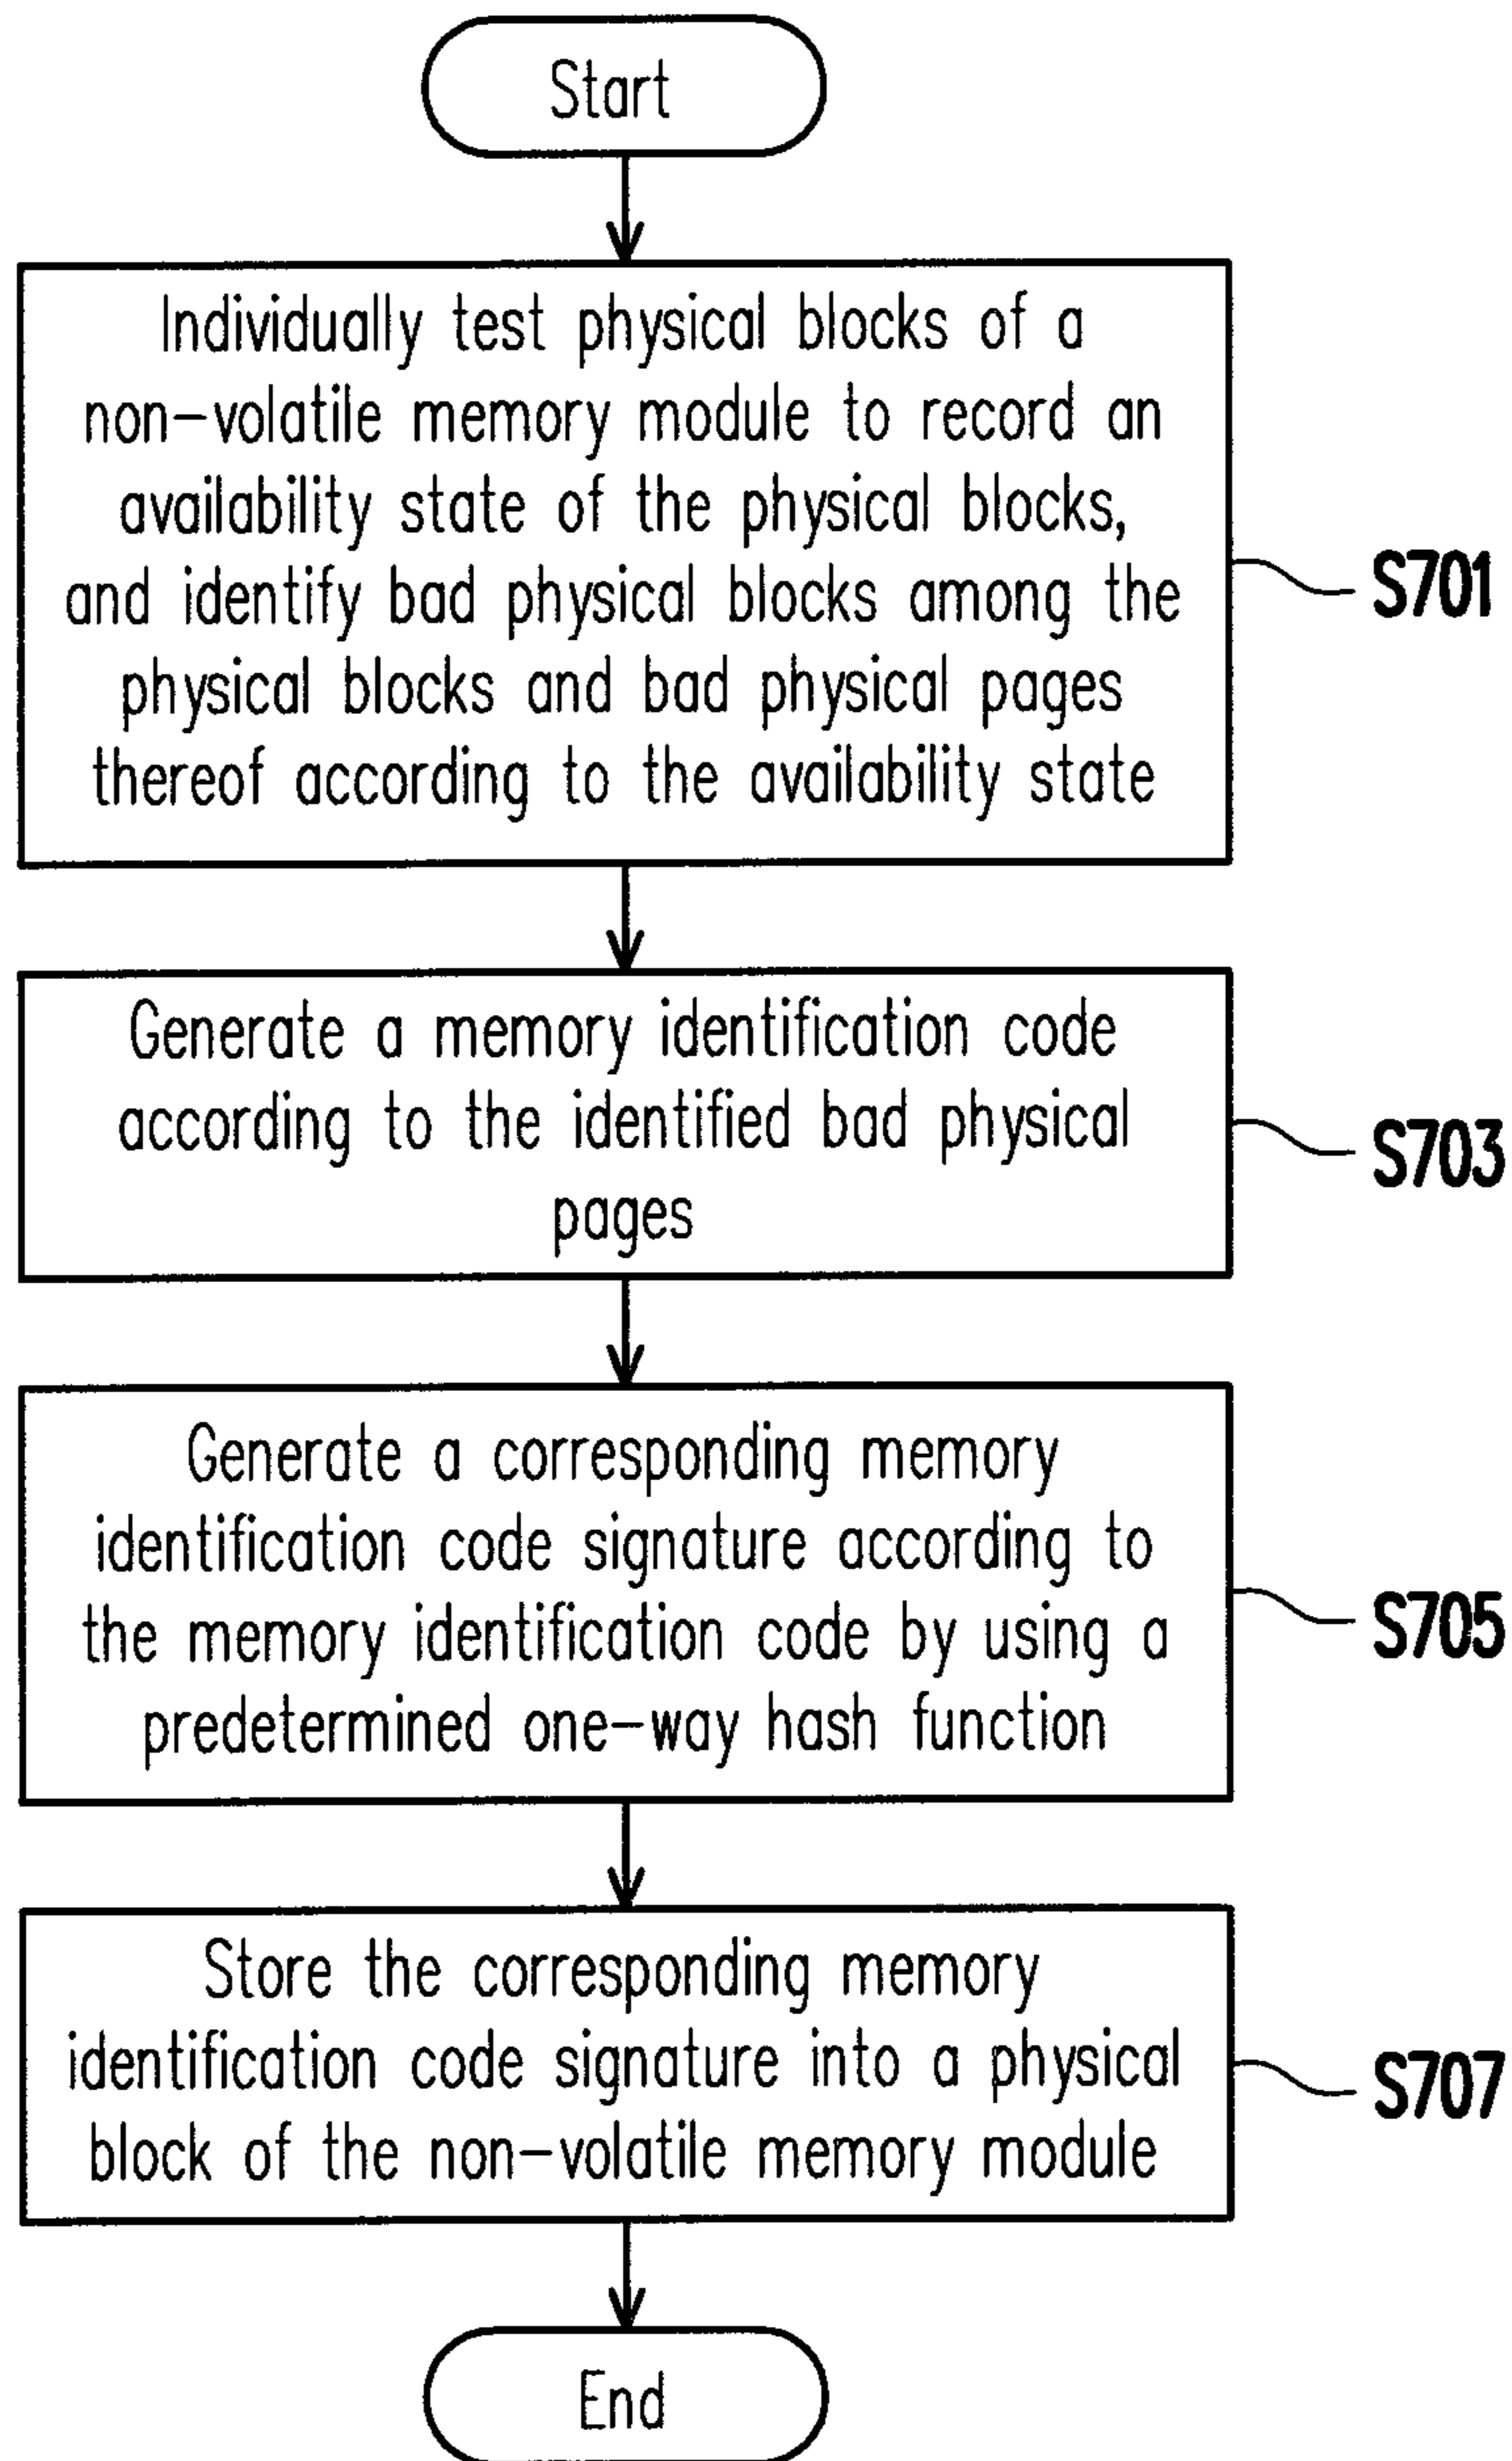 Start
Individually test physical blocks of a
non-volatile memory module to record an
availability state of the physical blocks,
and identify bad physical blocks among the
physical blocks and bad physical pages
thereof according to the availability state
S701
Generate a memory identification code
according to the identified bad physical
pages
S703
Generate a corresponding memory
identification code signature according to
the memory identification code by using a
predetermined one-way hash function
S705
Store the corresponding memory
identification code signature into a physical
block of the non-volatile memory module
S707
End